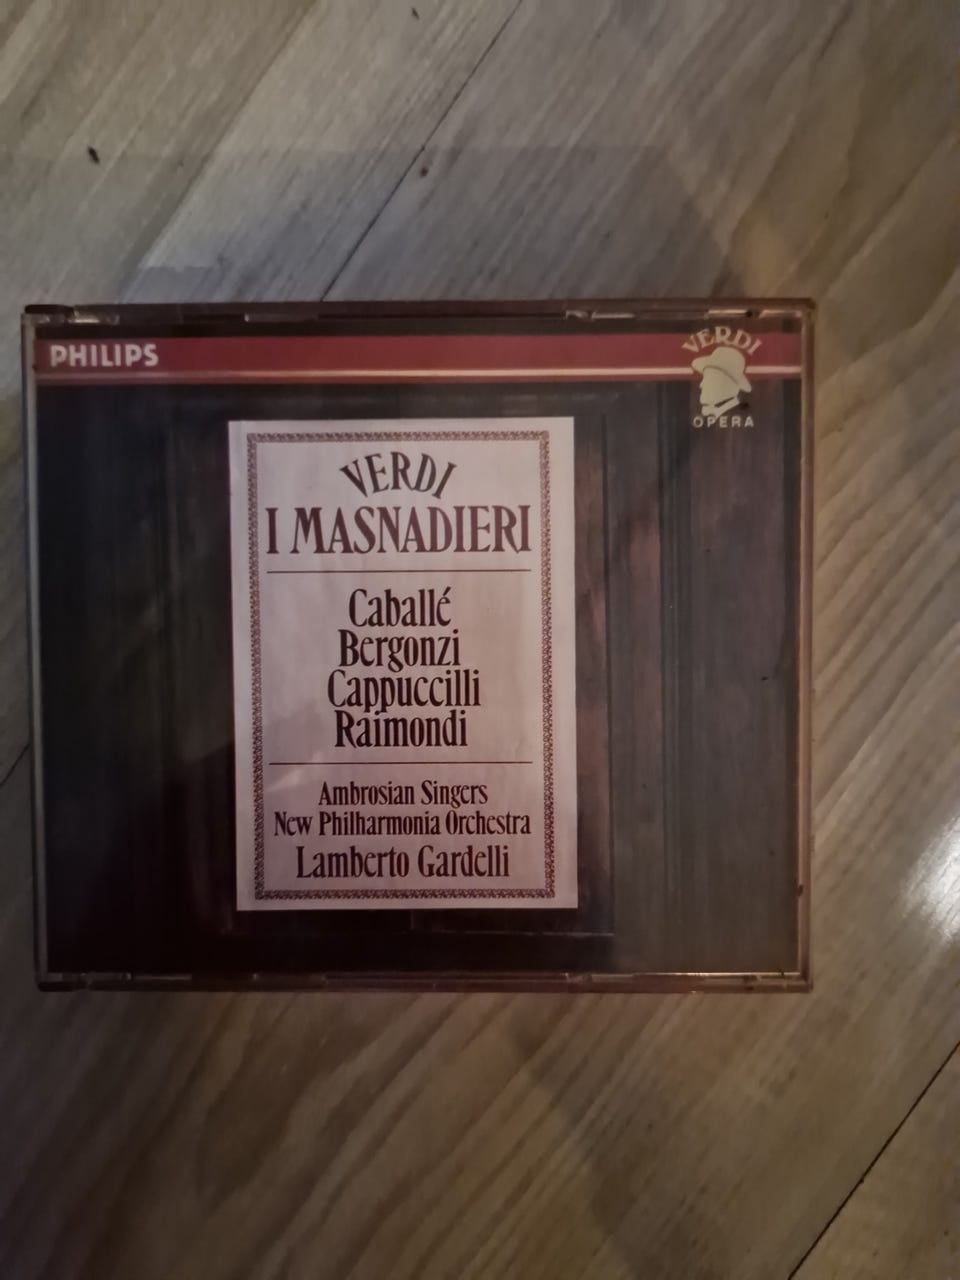 PHILIPS
VERDI
OPERA
VERDI
I MASNADIERI
Caballé
Bergonzi
Cappuccilli
Raimondi
Ambrosian Singers
New Philharmonia Orchestra
Lamberto Gardelli